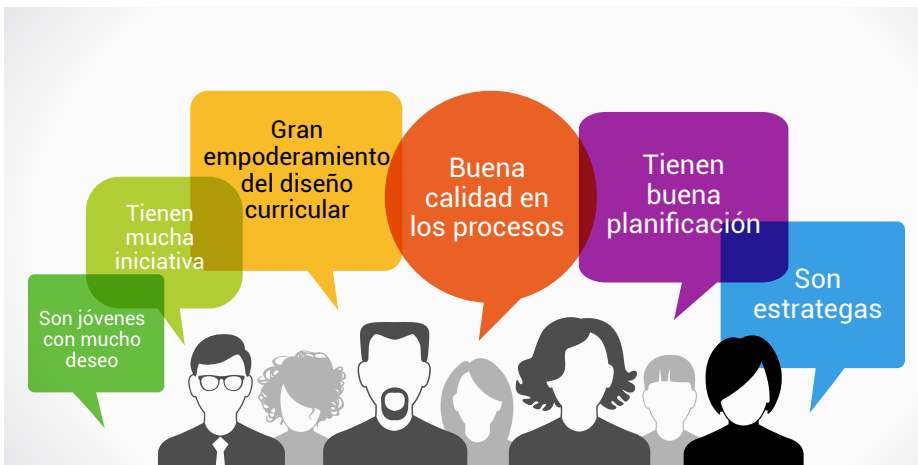 Son jóvenes
con mucho
deseo
Tienen
mucha
iniciativa
Gran
empoderamiento
del diseño
curricular
Buena
calidad en
los procesos
Tienen
buena
planificación
Son
estrategas